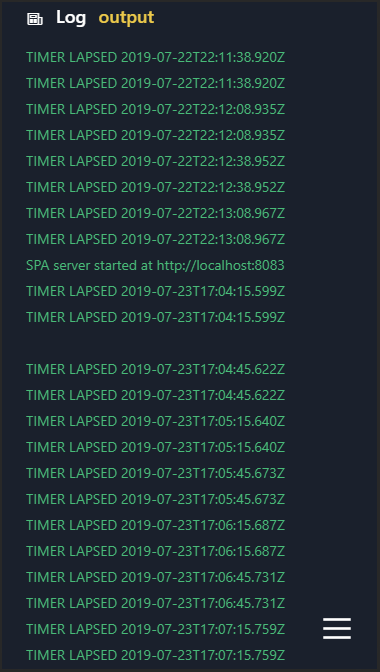 Log output
TIMER LAPSED 2019-07-22T22:11:38.920Z
TIMER LAPSED 2019-07-22T22:11:38.920Z
TIMER LAPSED 2019-07-22T22:12:08.935Z
TIMER LAPSED 2019-07-22T22:12:08.935Z
TIMER LAPSED 2019-07-22T22:12:38.952Z
TIMER LAPSED 2019-07-22T22:12:38.952Z
TIMER LAPSED 2019-07-22T22:13:08.967Z
TIMER LAPSED 2019-07-22T22:13:08.967Z
SPA server started at http://localhost:8083
TIMER LAPSED 2019-07-23T17:04:15.599Z
TIMER LAPSED 2019-07-23T17:04:15.599Z
TIMER LAPSED 2019-07-23T17:04:45.622Z
TIMER LAPSED 2019-07-23T17:04:45.622Z
TIMER LAPSED 2019-07-23T17:05:15.640Z
TIMER LAPSED 2019-07-23T17:05:15.640Z
TIMER LAPSED 2019-07-23T17:05:45.673Z
TIMER LAPSED 2019-07-23T17:05:45.673Z
TIMER LAPSED 2019-07-23T17:06:15.687Z
TIMER LAPSED 2019-07-23T17:06:15.687Z
TIMER LAPSED 2019-07-23T17:06:45.731Z
TIMER LAPSED 2019-07-23T17:06:45.731Z
TIMER LAPSED 2019-07-23T17:07:15.759Z
TIMER LAPSED 2019-07-23T17:07:15.759Z